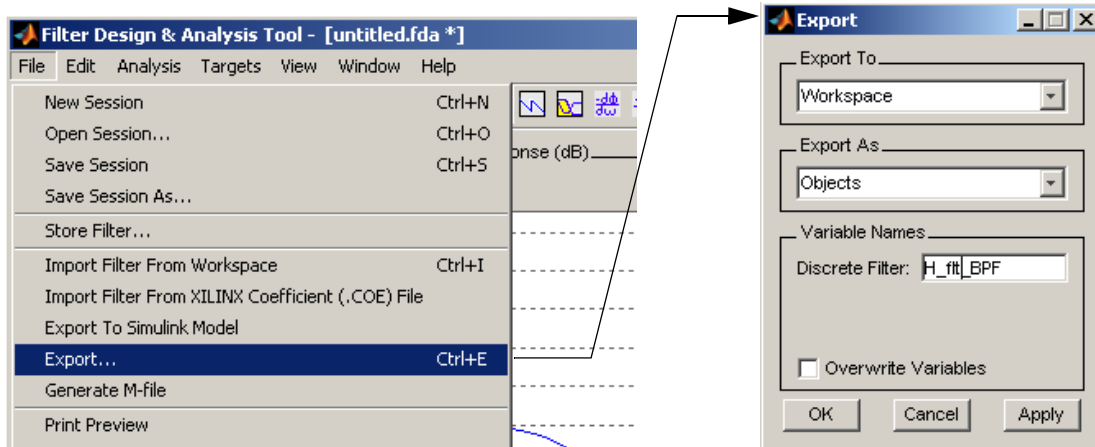 Filter Design & Analysis Tool - [untitled.fda *]
File Edit Analysis Targets View Window Help
New Session Ctrl+N
Open Session... Ctrl+O
Save Session Ctrl+S
Save Session As...
Store Filter...
Import Filter From Workspace Ctrl+I
Import Filter From XILINX Coefficient (.COE) File
Export To Simulink Model
Export... Ctrl+E
Generate M-file
Print Preview
onse (dB)
Export
Export To
Workspace
Export As
Objects
Variable Names
Discrete Filter: H_flt_BPF
Overwrite Variables
OK Cancel Apply